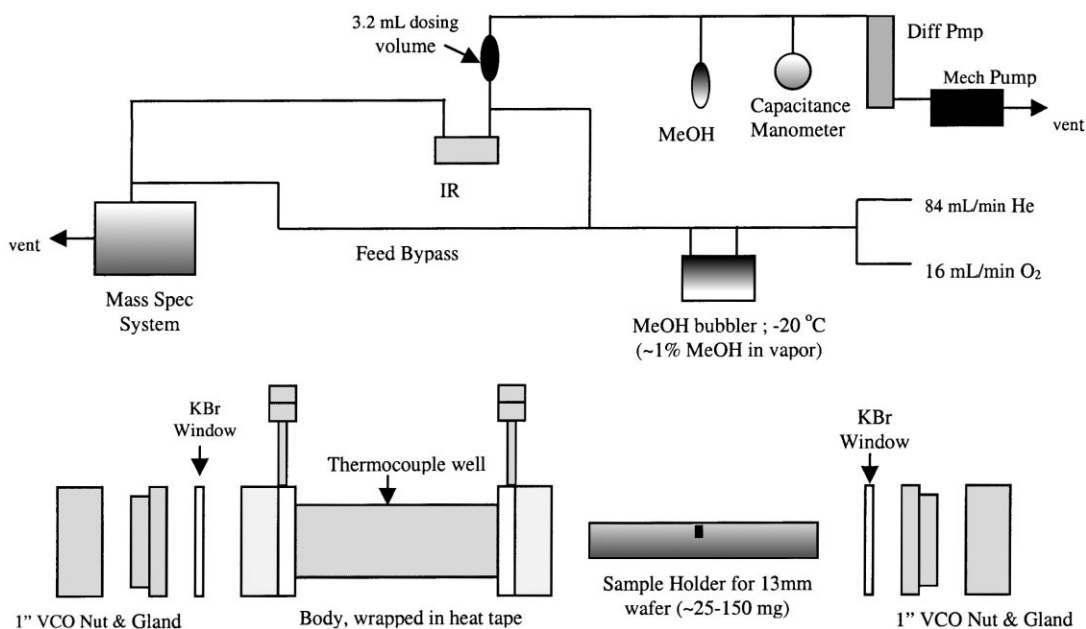 3.2 mL dosing
volume
Diff Pmp
Mech Pump
vent
MeOH
Capacitance
Manometer
IR
84 mL/min He
vent
Feed Bypass
16 mL/min O₂
Mass Spec
System
MeOH bubbler ; -20 °C
(~1% MeOH in vapor)
KBr
Window
Thermocouple well
KBr
Window
1” VCO Nut & Gland
Body, wrapped in heat tape
Sample Holder for 13mm
wafer (~25-150 mg)
1” VCO Nut & Gland